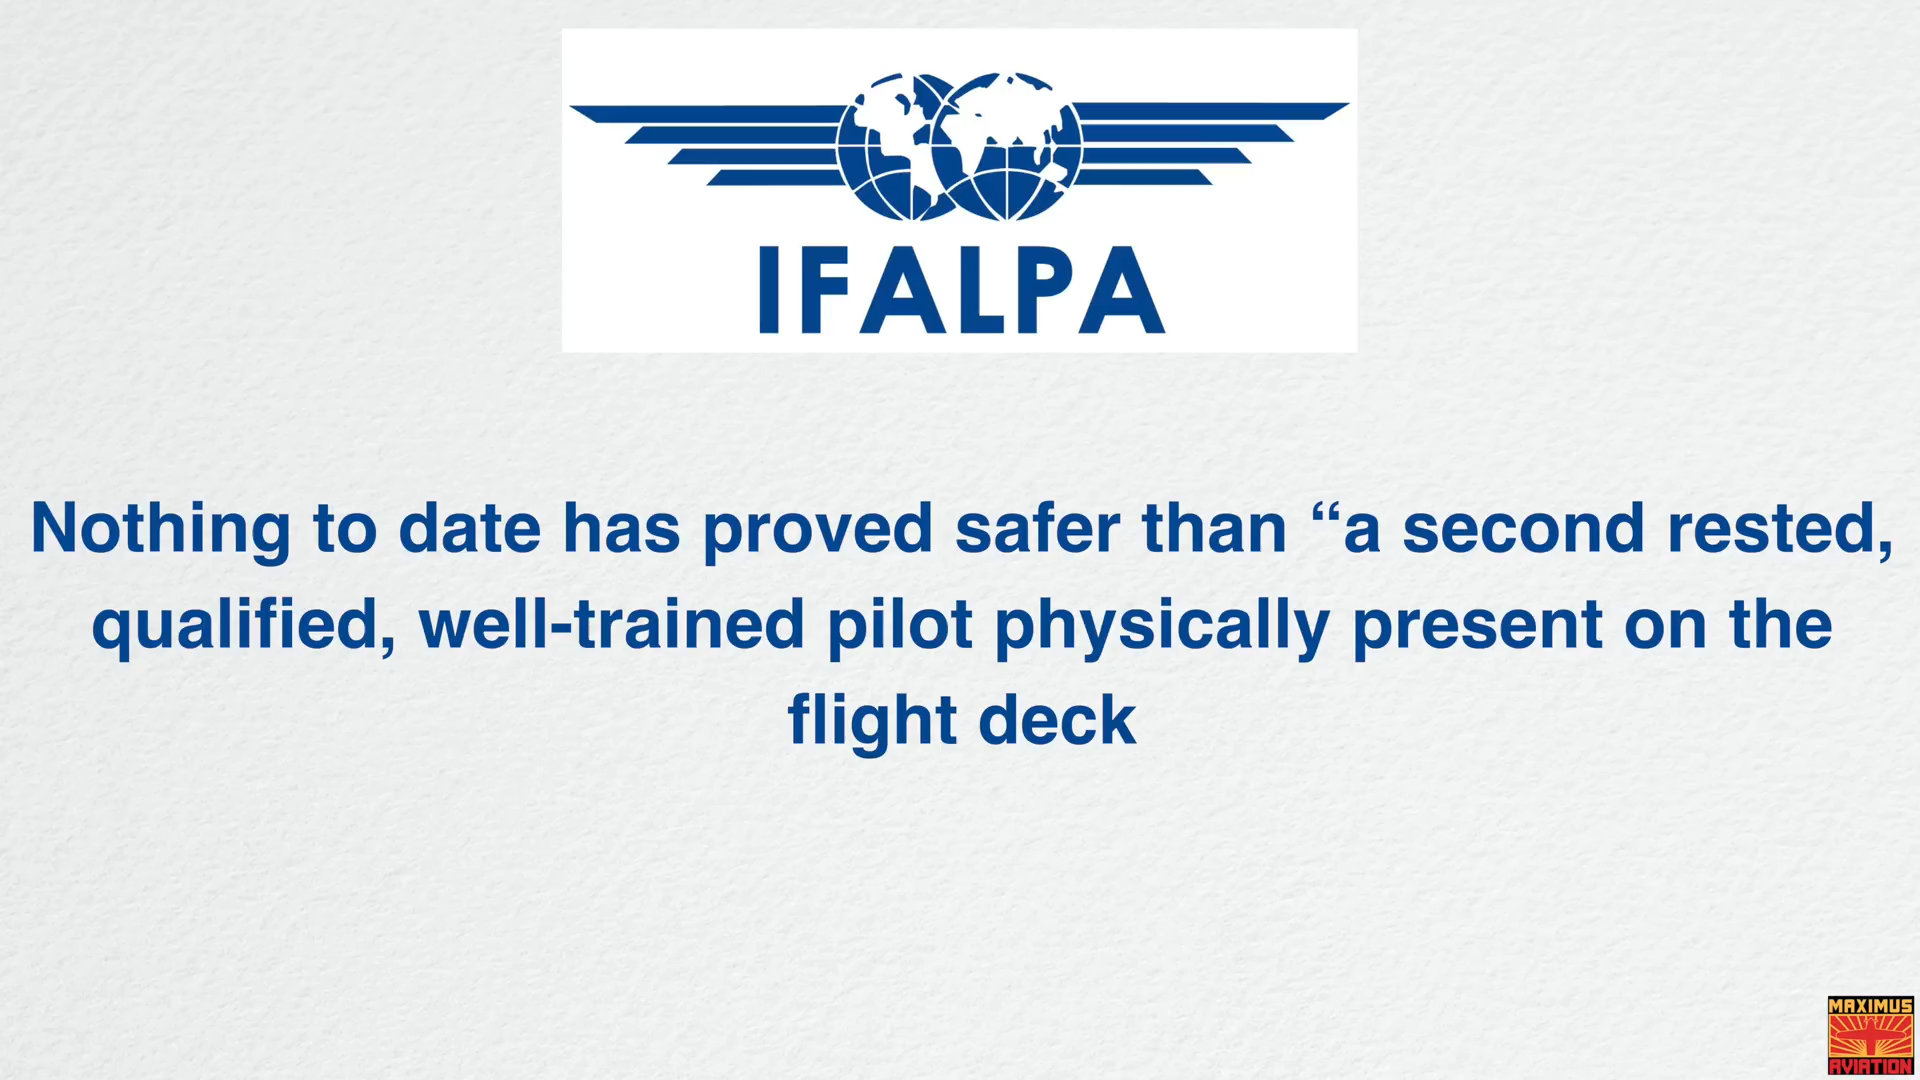 IFALPA
Nothing to date has proved safer than “a second rested,
qualified, well-trained pilot physically present on the
flight deck
MAXIMUS
AVIATION